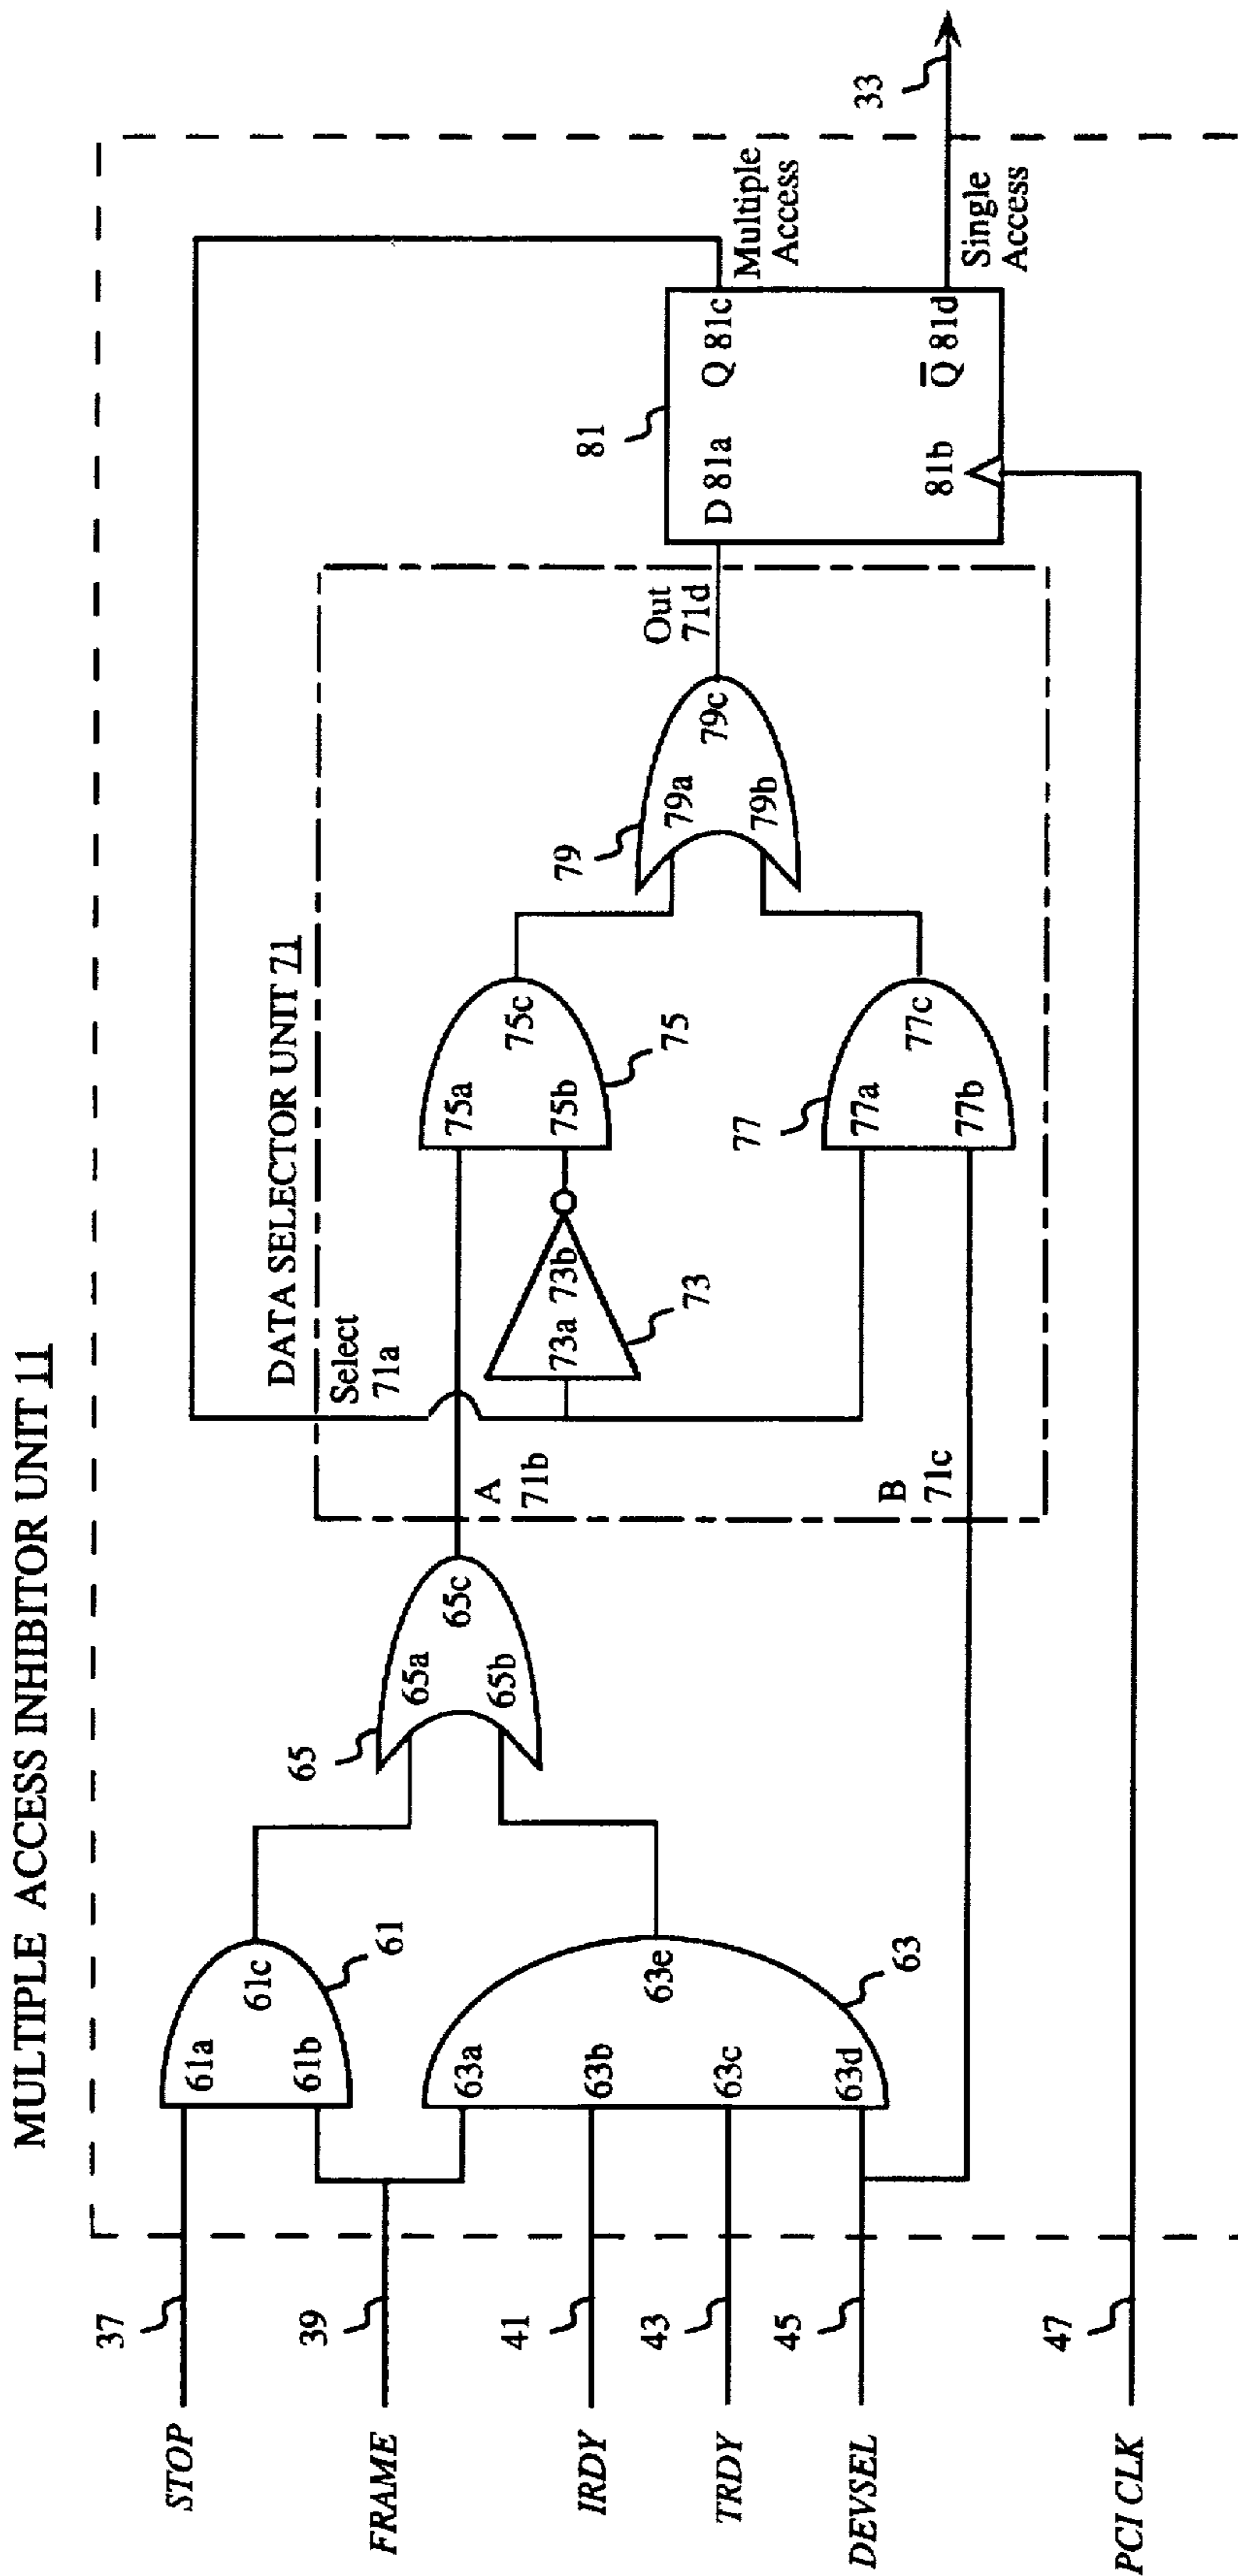 MULTIPLE ACCESS INHIBITOR UNIT 11
DATA SELECTOR UNIT 71
STOP
37
FRAME
39
IRDY
41
TRDY
43
DEVSEL
45
PCI CLK
47
61a
61b
61c
61
63a
63b
63c
63d
63e
63
65
65a
65b
65c
Select
71a
A
71b
B
71c
73a
73b
73
75a
75b
75c
75
77
77a
77b
77c
79
79a
79b
79c
Out
71d
81
D 81a
Q 81c
81b
Q̅ 81d
Multiple
Access
Single
Access
33